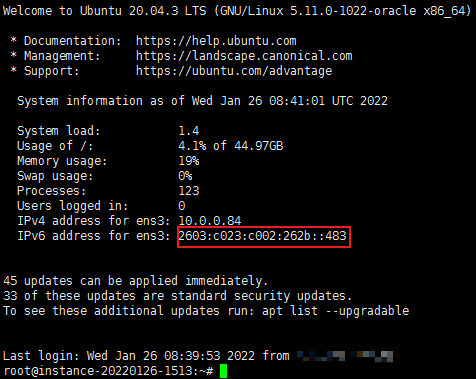 Welcome to Ubuntu 20.04.3 LTS (GNU/Linux 5.11.0-1022-oracle x86_64)
* Documentation: https://help.ubuntu.com
* Management: https://landscape.canonical.com
* Support: https://ubuntu.com/advantage
System information as of Wed Jan 26 08:41:01 UTC 2022
System load: 1.4
Usage of /: 4.1% of 44.97GB
Memory usage: 19%
Swap usage: 0%
Processes: 123
Users logged in: 0
IPv4 address for ens3: 10.0.0.84
IPv6 address for ens3: 2603:c023:c002:262b::483
45 updates can be applied immediately.
33 of these updates are standard security updates.
To see these additional updates run: apt list --upgradable
Last login: Wed Jan 26 08:39:53 2022 from
root@instance-20220126-1513:~#